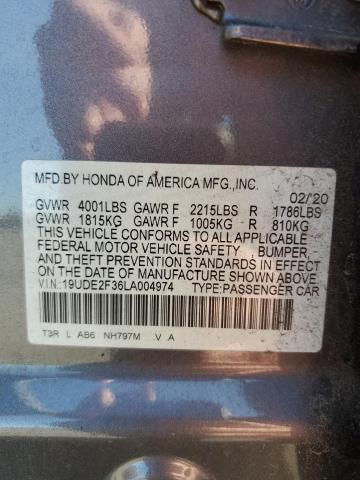 MFD.BY HONDA OF AMERICA MFG.,INC.
02/20
GVWR 4001LBS GAWR F 2215LBS R 1786LBS
GVWR 1815KG GAWR F 1005KG R 810KG
THIS VEHICLE CONFORMS TO ALL APPLICABLE
FEDERAL MOTOR VEHICLE SAFETY, BUMPER,
AND THEFT PREVENTION STANDARDS IN EFFECT
ON THE DATE OF MANUFACTURE SHOWN ABOVE.
V.I.N:19UDE2F36LA004974 TYPE:PASSENGER CAR
T3R L AB6 NH797M V A